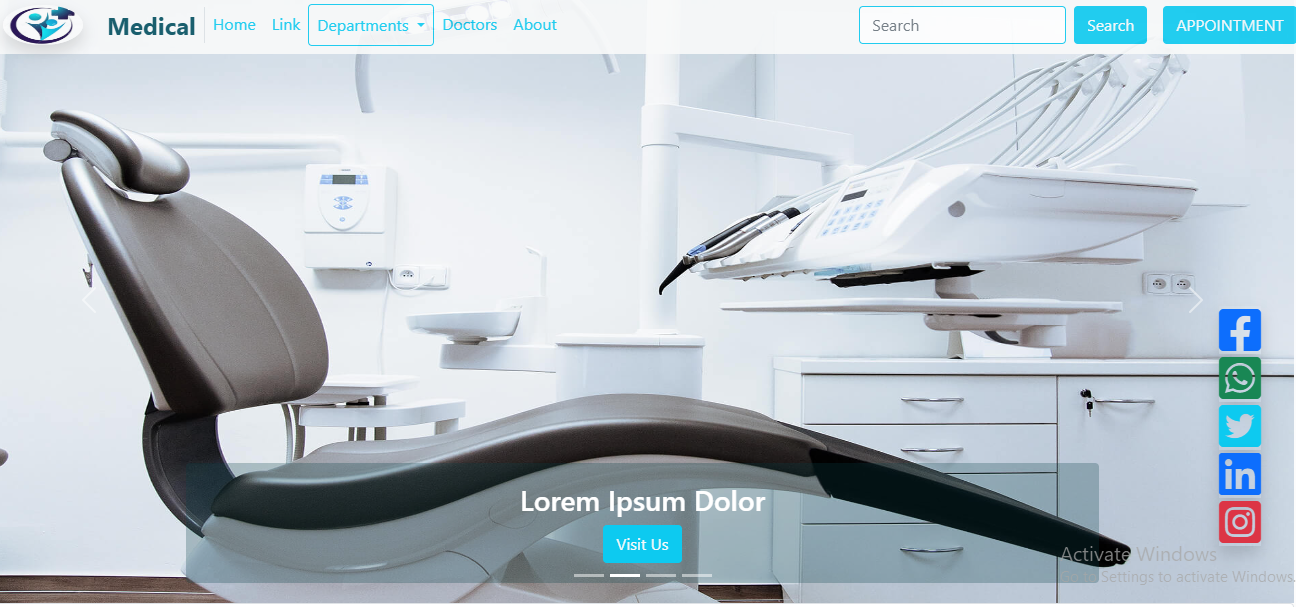 Medical
Home
Link
Departments
Doctors
About
Search
Search
APPOINTMENT
Lorem Ipsum Dolor
Visit Us
Activate Windows
Go to Settings to activate Windows.